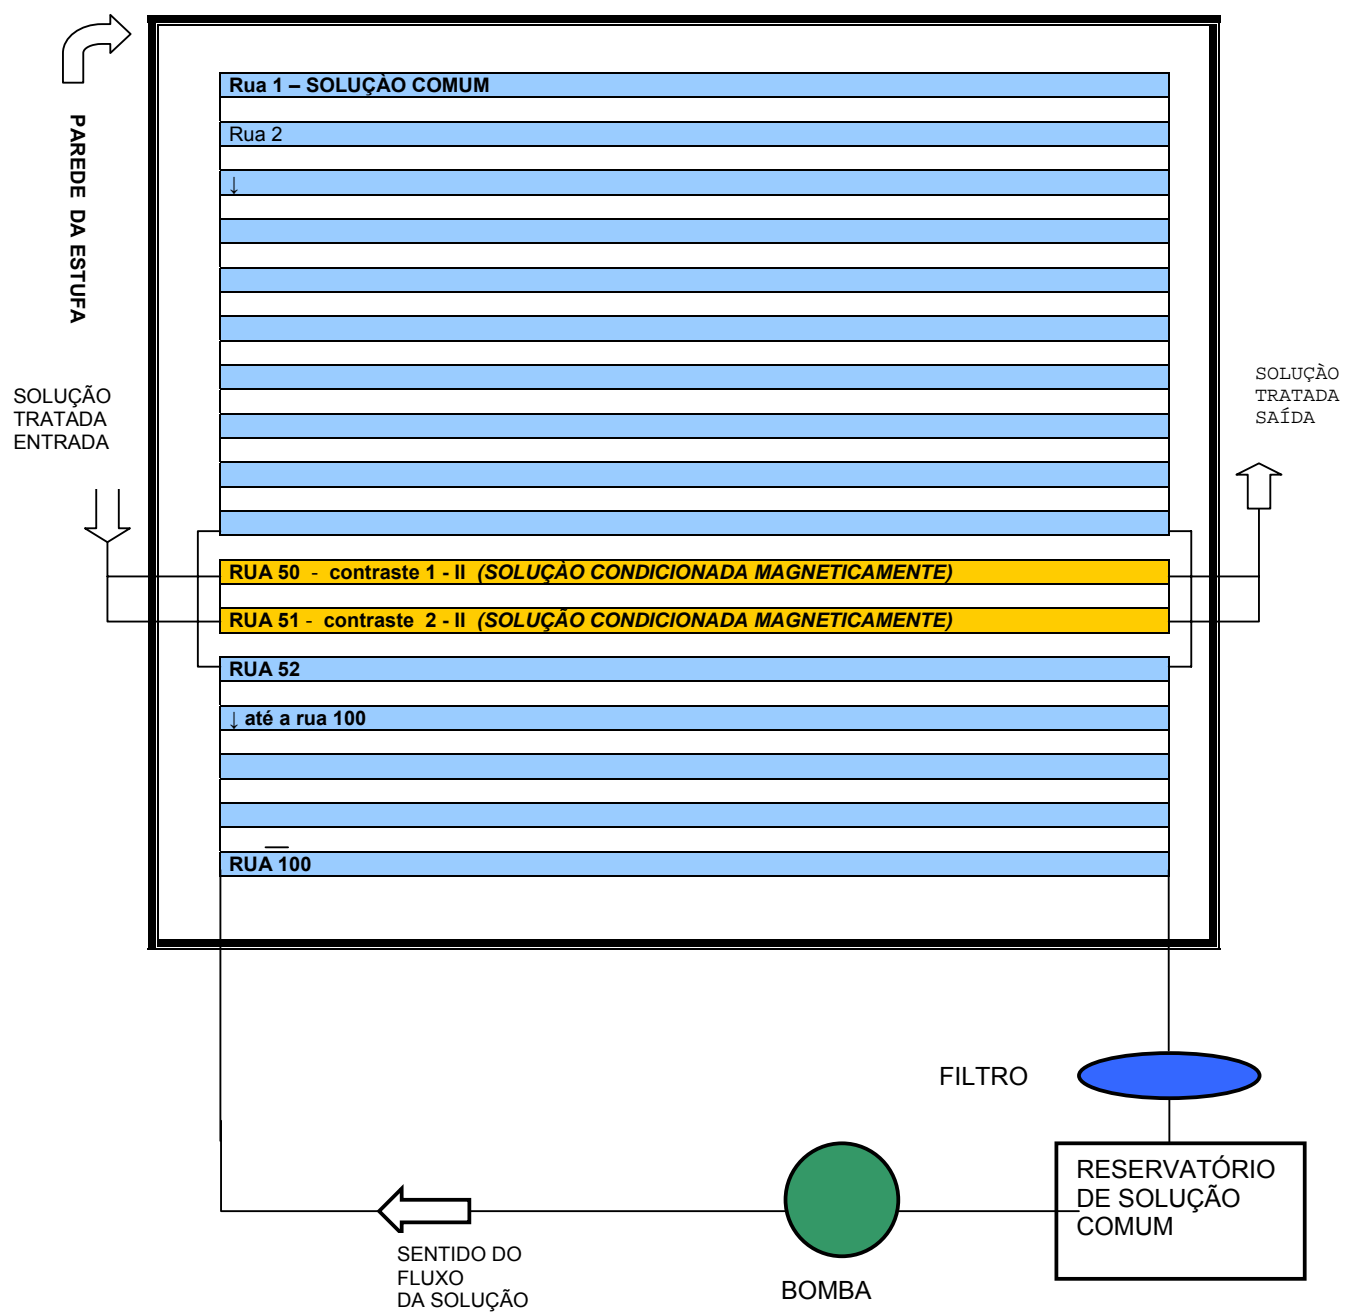 Rua 1 – SOLUÇÀO COMUM
Rua 2
↓
PAREDE DA ESTUFA
SOLUÇÃO
TRATADA
ENTRADA
SOLUÇÀO
TRATADA
SAÍDA
RUA 50 - contraste 1 - II (SOLUÇÀO CONDICIONADA MAGNETICAMENTE)
RUA 51 - contraste 2 - II (SOLUÇÃO CONDICIONADA MAGNETICAMENTE)
RUA 52
↓ até a rua 100
RUA 100
FILTRO
RESERVATÓRIO
DE SOLUÇÃO
COMUM
SENTIDO DO
FLUXO
DA SOLUÇÃO
BOMBA